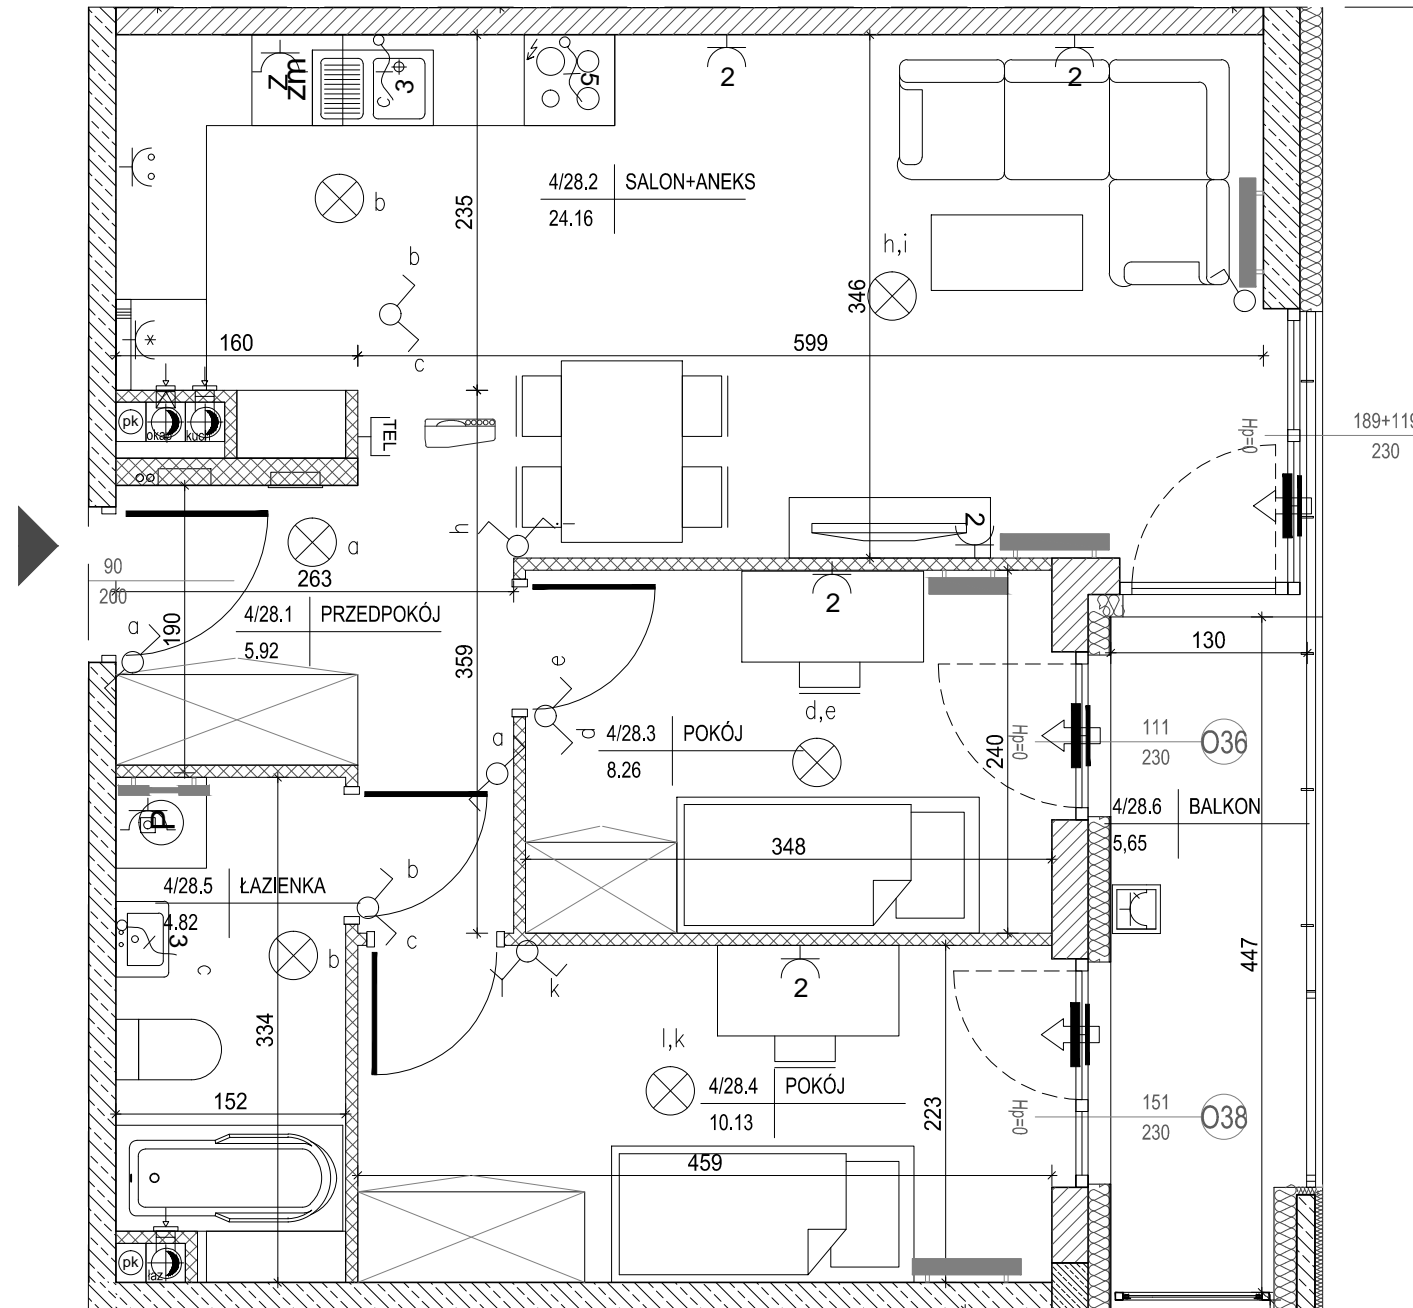 Z
zm
3
c
5
2
2
4/28.2 SALON+ANEKS
24.16
b
235
h,i
346
b
c
160
599
*
pk
okap
kuch
TEL
Hp=0
189+119
230
h
i
2
a
90
200
263
2
4/28.1 PRZEDPOKÓJ
5.92
a
190
359
130
e
d
d,e
a
4/28.3 POKÓJ
8.26
240
Hp=0
111
230
O36
4/28.6 BALKON
5,65
P
348
b
4/28.5 ŁAZIENKA
4.82
3
c
c
b
l
k
2
447
334
l,k
4/28.4 POKÓJ
10.13
223
Hp=0
151
230
O38
152
459
pk
łaz